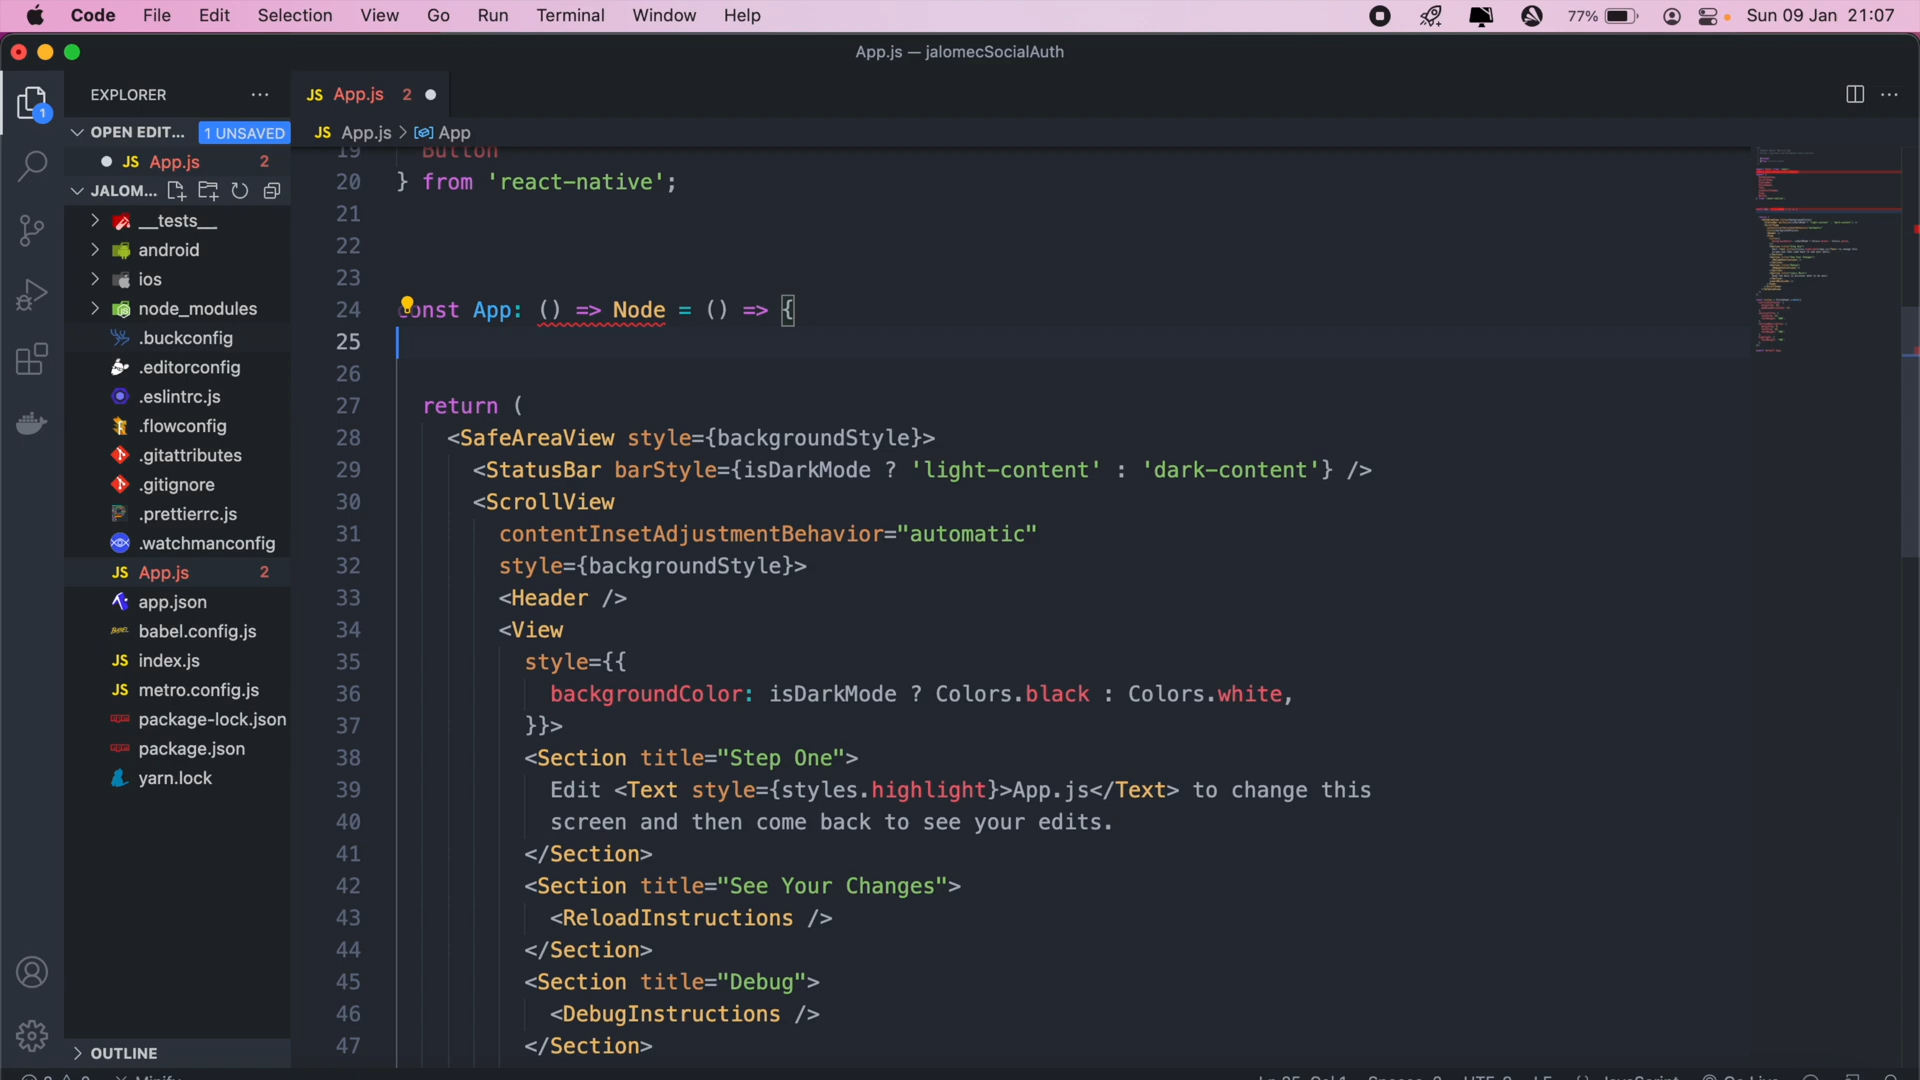 Code File Edit Selection View Go Run Terminal Window Help 77% Sun 09 Jan 21:07
App.js — jalomecSocialAuth
EXPLORER ···
JS App.js 2
OPEN EDIT... 1 UNSAVED
JS App.js > App
JS App.js 2
JALOM...
__tests__
android
ios
node_modules
.buckconfig
.editorconfig
.eslintrc.js
.flowconfig
.gitattributes
.gitignore
.prettierrc.js
.watchmanconfig
JS App.js 2
app.json
BABEL babel.config.js
JS index.js
JS metro.config.js
package-lock.json
package.json
yarn.lock
OUTLINE
1
19 Button
20 } from 'react-native';
21
22
23
24 const App: () => Node = () => {
25
26
27 return (
28 <SafeAreaView style={backgroundStyle}>
29 <StatusBar barStyle={isDarkMode ? 'light-content' : 'dark-content'} />
30 <ScrollView
31 contentInsetAdjustmentBehavior="automatic"
32 style={backgroundStyle}>
33 <Header />
34 <View
35 style={{
36 backgroundColor: isDarkMode ? Colors.black : Colors.white,
37 }}>
38 <Section title="Step One">
39 Edit <Text style={styles.highlight}>App.js</Text> to change this
40 screen and then come back to see your edits.
41 </Section>
42 <Section title="See Your Changes">
43 <ReloadInstructions />
44 </Section>
45 <Section title="Debug">
46 <DebugInstructions />
47 </Section>